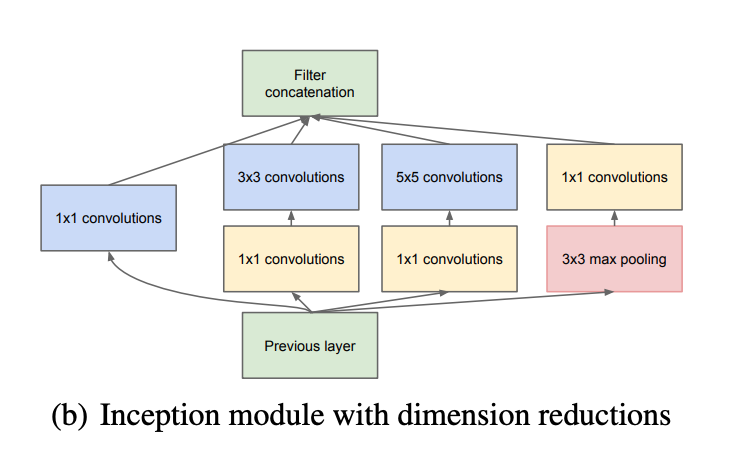 Filter
concatenation
3x3 convolutions
5x5 convolutions
1x1 convolutions
1x1 convolutions
1x1 convolutions
1x1 convolutions
3x3 max pooling
Previous layer
(b) Inception module with dimension reductions